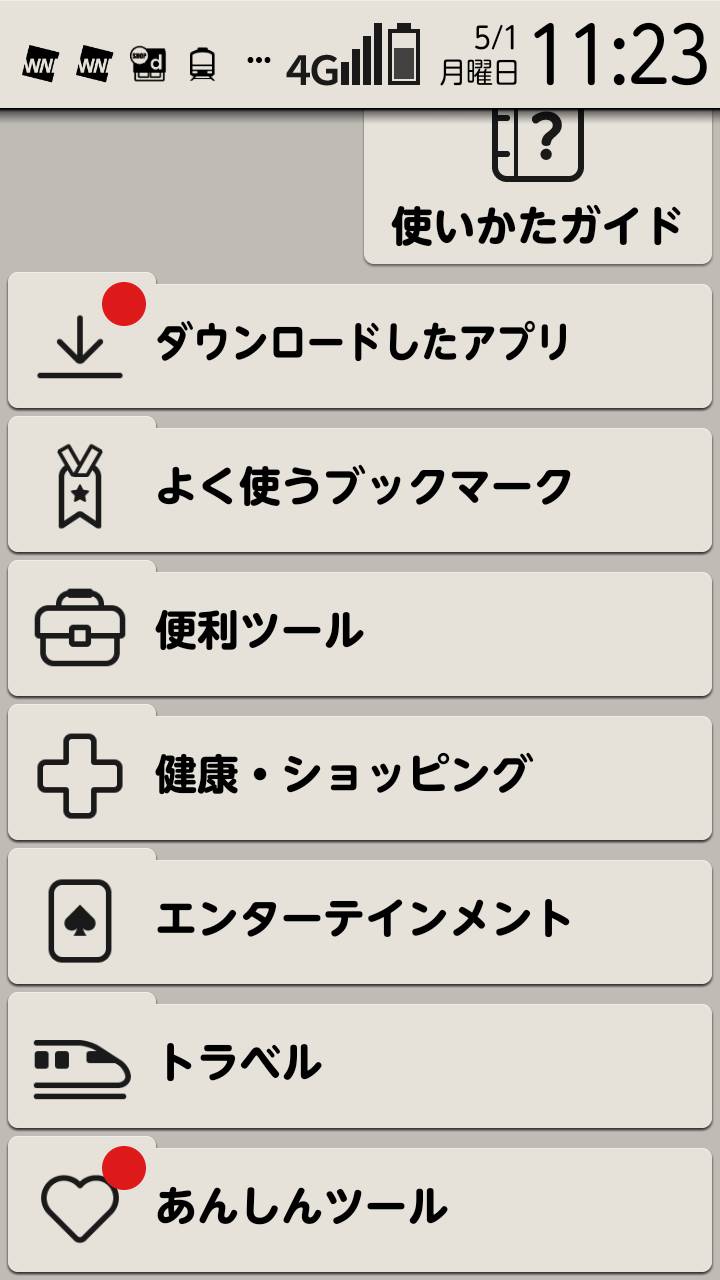 WN WN SHOP d … 4G 5/1 月曜日 11:23
?
使いかたガイド
ダウンロードしたアプリ
よく使うブックマーク
便利ツール
健康・ショッピング
エンターテインメント
トラベル
あんしんツール